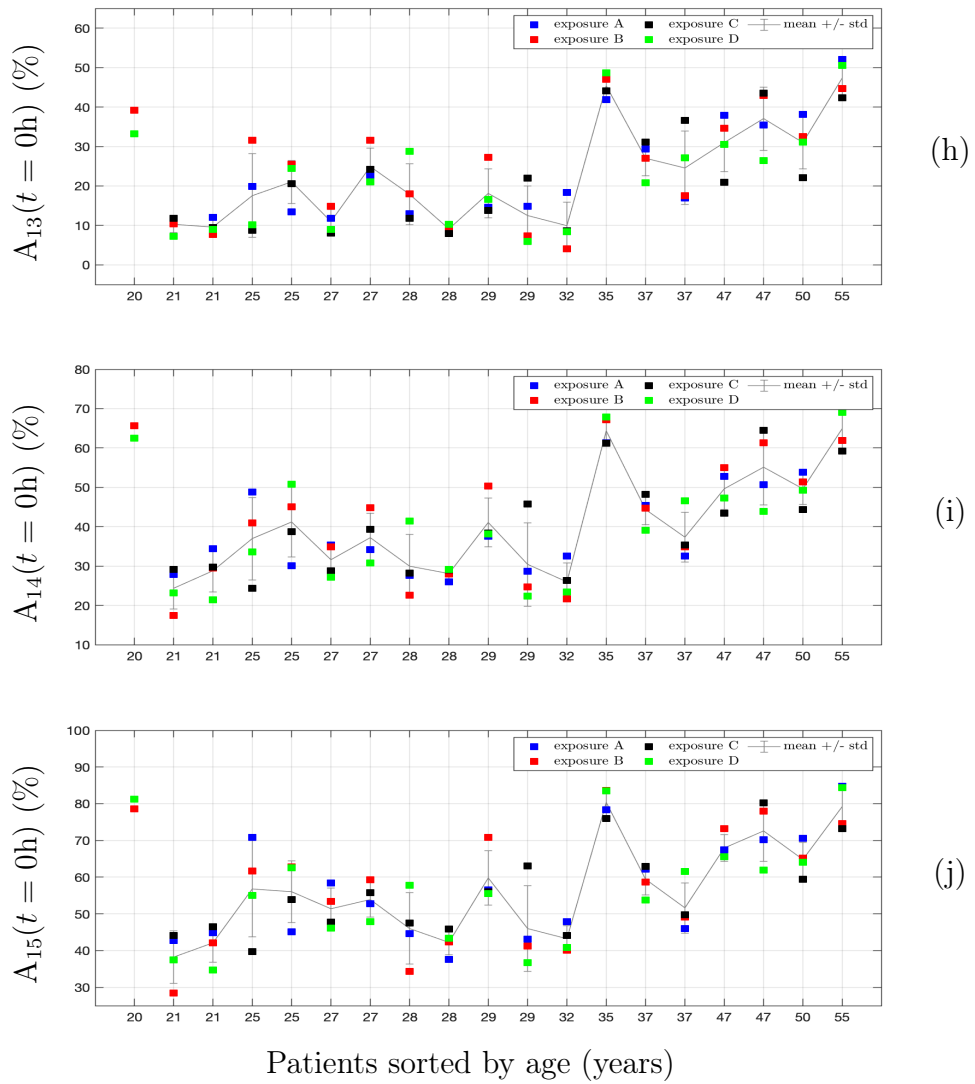 A₁₃(t = 0h) (%)
60
50
40
30
20
10
0
exposure A exposure C mean +/- std
exposure B exposure D
20 21 21 25 25 27 27 28 28 29 29 32 35 37 37 47 47 50 55
(h)
A₁₄(t = 0h) (%)
80
70
60
50
40
30
20
10
exposure A exposure C mean +/- std
exposure B exposure D
20 21 21 25 25 27 27 28 28 29 29 32 35 37 37 47 47 50 55
(i)
A₁₅(t = 0h) (%)
100
90
80
70
60
50
40
30
exposure A exposure C mean +/- std
exposure B exposure D
20 21 21 25 25 27 27 28 28 29 29 32 35 37 37 47 47 50 55
(j)
Patients sorted by age (years)